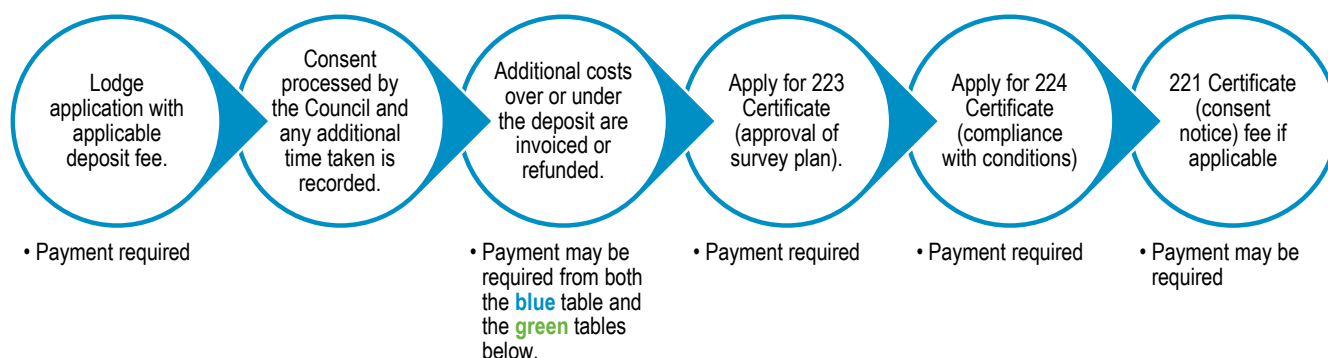 Lodge
application with
applicable
deposit fee.
Consent
processed by
the Council and
any additional
time taken is
recorded.
Additional costs
over or under
the deposit are
invoiced or
refunded.
Apply for 223
Certificate
(approval of
survey plan).
Apply for 224
Certificate
(compliance
with conditions)
221 Certificate
(consent
notice) fee if
applicable
• Payment required
• Payment may be
required from both
the blue table and
the green tables
below.
• Payment required
• Payment required
• Payment may be
required